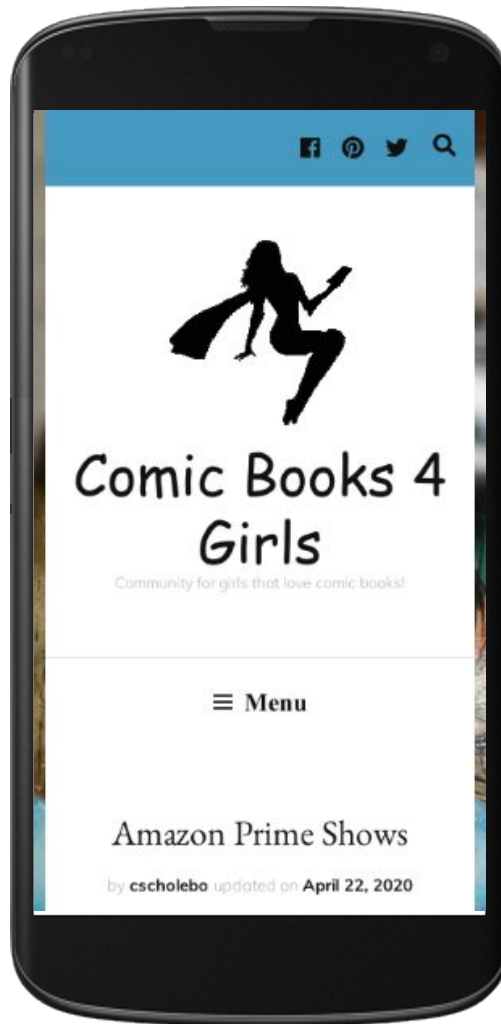 Comic Books 4
Girls
Community for girls that love comic books!
Menu
Amazon Prime Shows
by cscholebo updated on April 22, 2020